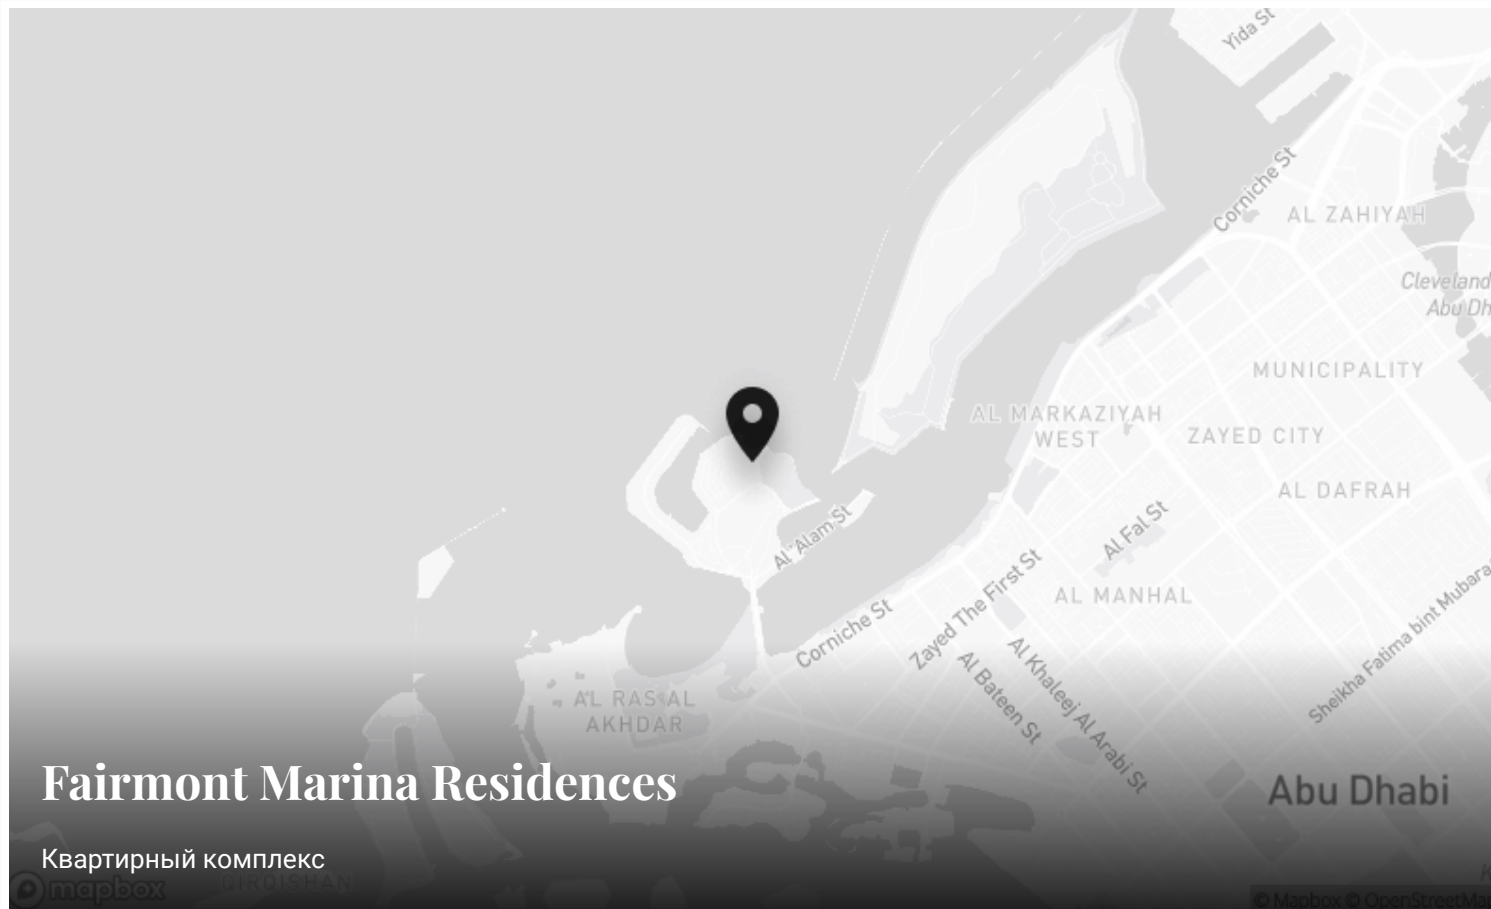 Yida St
Corniche St
AL ZAHIYAH
Cleveland
Abu Dh
MUNICIPALITY
AL MARKAZIYAH
WEST
ZAYED CITY
AL DAFRAH
Al 'Alam St
Al Fal St
Zayed The First St
AL MANHAL
Corniche St
Sheikha Fatima bint Mubara
Al Khaleej Al Arabi St
Al Bateen St
AL RAS AL
AKHDAR
Fairmont Marina Residences
Abu Dhabi
Квартирный комплекс
QIRQISHAN
mapbox
© Mapbox © OpenStreetMap